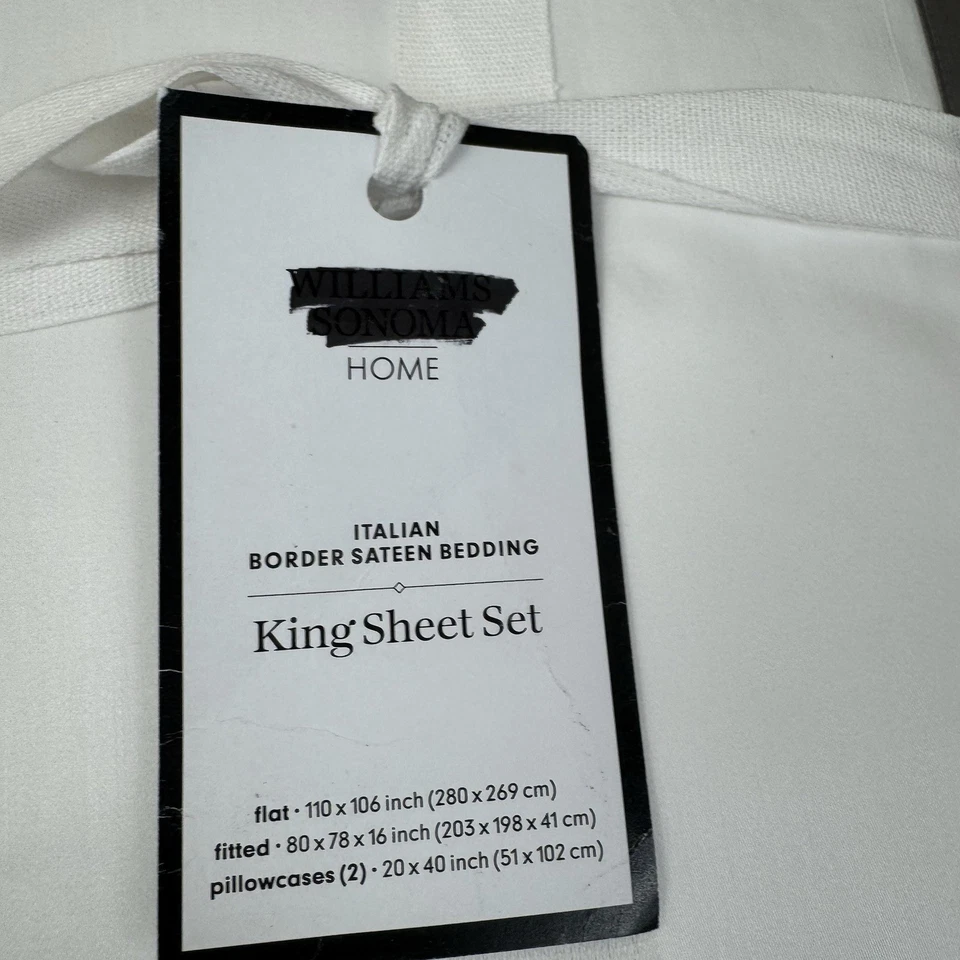 WILLIAMS
SONOMA
HOME
ITALIAN
BORDER SATEEN BEDDING
King Sheet Set
flat · 110 x 106 inch (280 x 269 cm)
fitted · 80 x 78 x 16 inch (203 x 198 x 41 cm)
pillowcases (2) · 20 x 40 inch (51 x 102 cm)